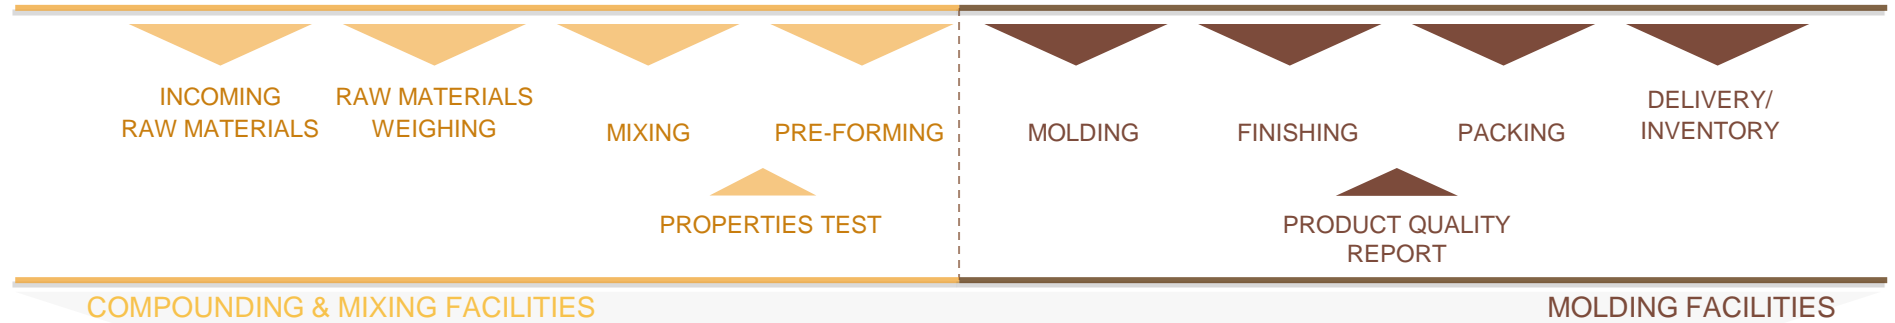 INCOMING
RAW MATERIALS
RAW MATERIALS
WEIGHING
MIXING
PRE-FORMING
MOLDING
FINISHING
PACKING
DELIVERY/
INVENTORY
PROPERTIES TEST
PRODUCT QUALITY
REPORT
COMPOUNDING & MIXING FACILITIES
MOLDING FACILITIES